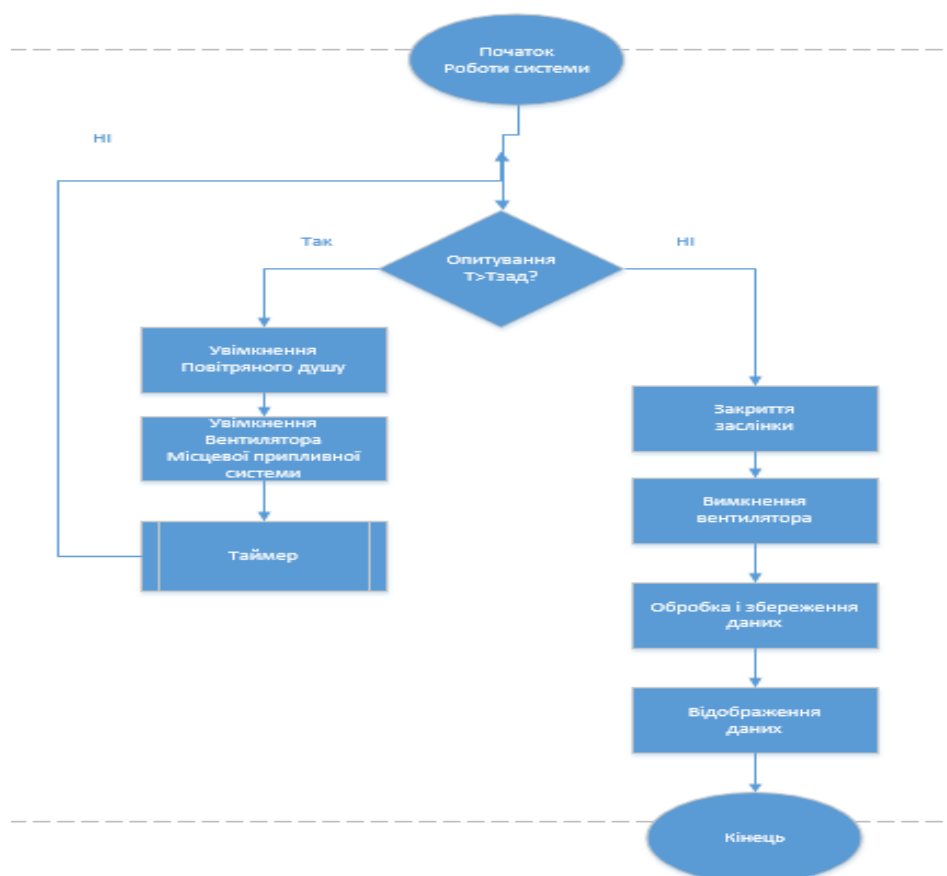 Початок
Роботи системи
НІ
Так
НІ
Опитування
Т>Тзад?
Увімкнення
Повітряного душу
Увімкнення
Вентилятора
Місцевої припливної
системи
Таймер
Закриття
заслінки
Вимкнення
вентилятора
Обробка і збереження
даних
Відображення
даних
Кінець